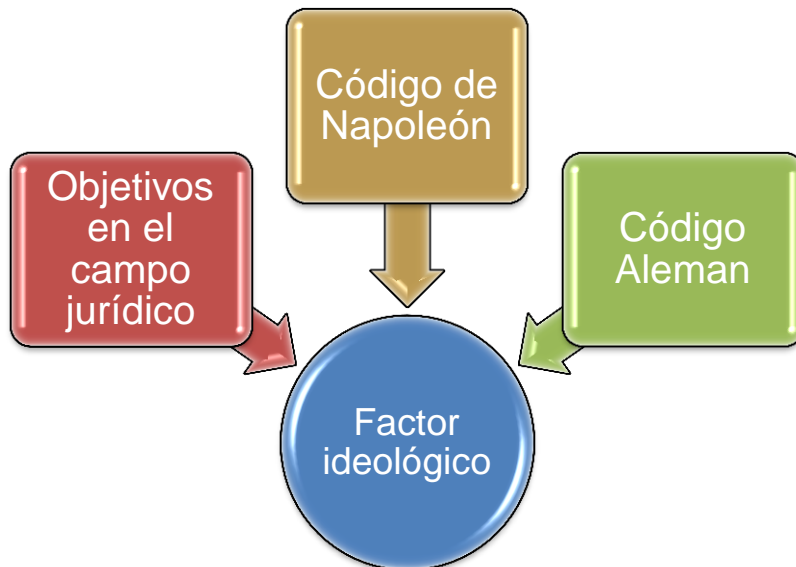 Código de
Napoleón
Objetivos
en el
campo
jurídico
Código
Aleman
Factor
ideológico